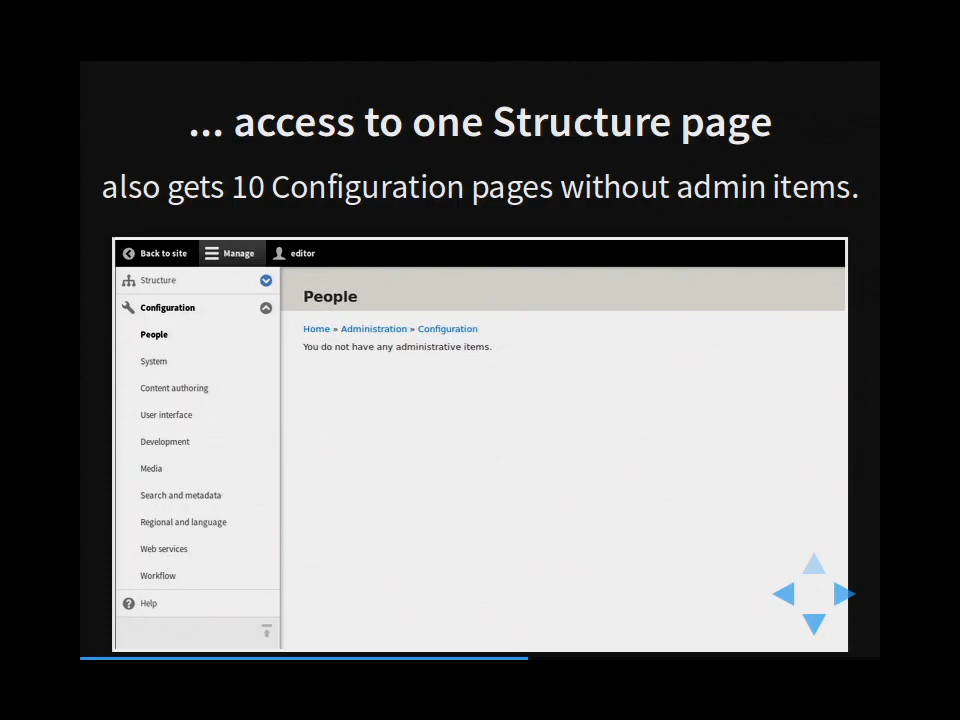 ... access to one Structure page
also gets 10 Configuration pages without admin items.
Back to site
Manage
editor
Structure
Configuration
People
System
Content authoring
User interface
Development
Media
Search and metadata
Regional and language
Web services
Workflow
Help
People
Home » Administration » Configuration
You do not have any administrative items.